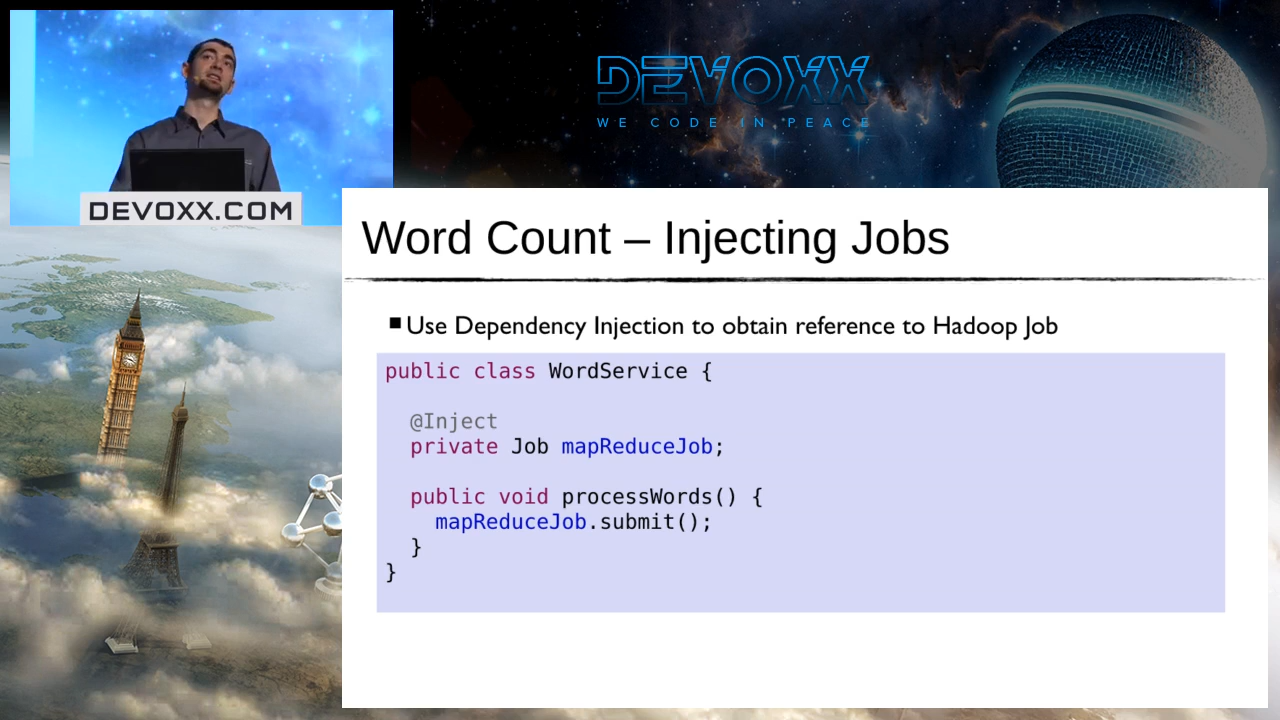 DEVOXX
WE CODE IN PEACE
DEVOXX.COM
Word Count – Injecting Jobs
■Use Dependency Injection to obtain reference to Hadoop Job
public class WordService {
@Inject
private Job mapReduceJob;
public void processWords() {
mapReduceJob.submit();
}
}